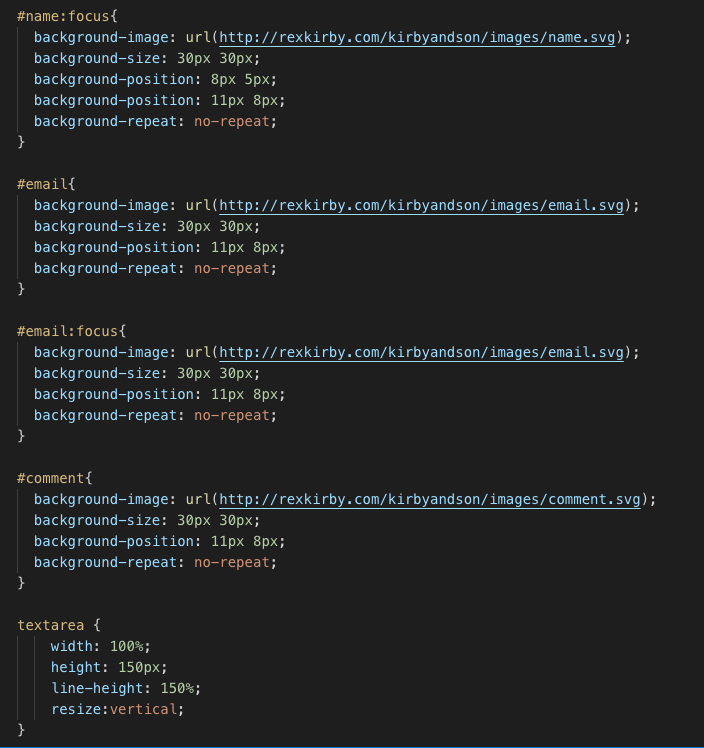 #name:focus{
  background-image: url(http://rexkirby.com/kirbyandson/images/name.svg);
  background-size: 30px 30px;
  background-position: 8px 5px;
  background-position: 11px 8px;
  background-repeat: no-repeat;
}

#email{
  background-image: url(http://rexkirby.com/kirbyandson/images/email.svg);
  background-size: 30px 30px;
  background-position: 11px 8px;
  background-repeat: no-repeat;
}

#email:focus{
  background-image: url(http://rexkirby.com/kirbyandson/images/email.svg);
  background-size: 30px 30px;
  background-position: 11px 8px;
  background-repeat: no-repeat;
}

#comment{
  background-image: url(http://rexkirby.com/kirbyandson/images/comment.svg);
  background-size: 30px 30px;
  background-position: 11px 8px;
  background-repeat: no-repeat;
}

textarea {
    width: 100%;
    height: 150px;
    line-height: 150%;
    resize:vertical;
}